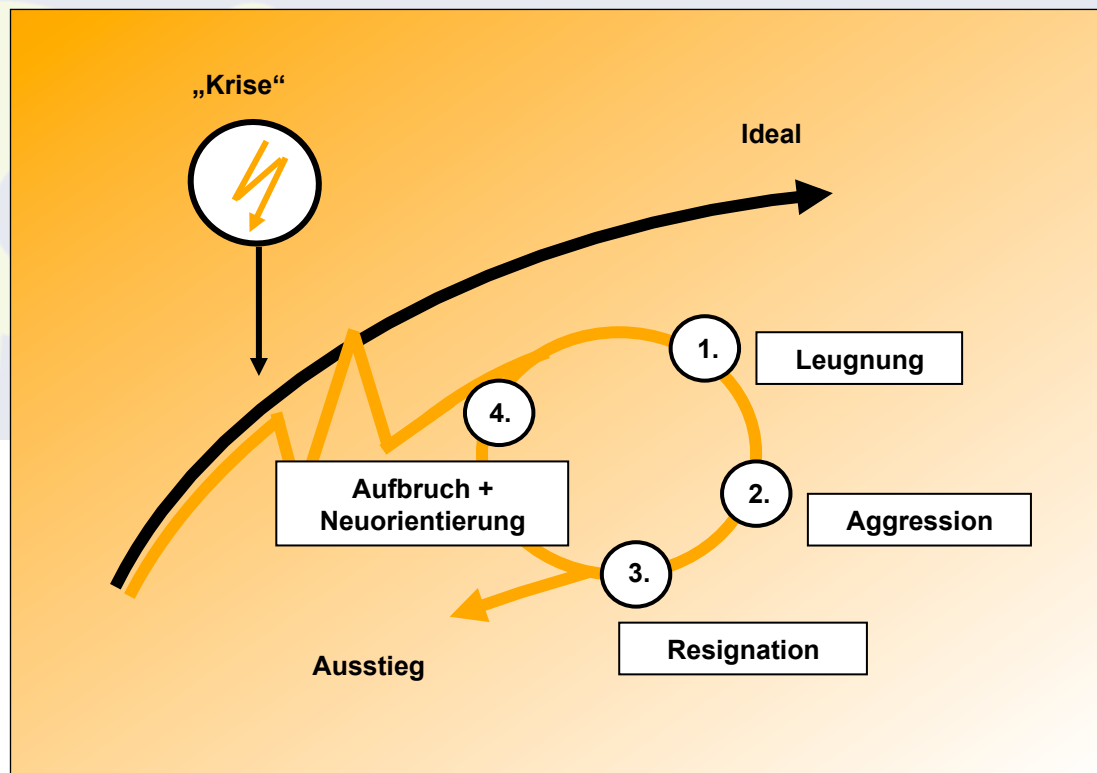 „Krise“
Ideal
1.
Leugnung
4.
Aufbruch +
Neuorientierung
2.
Aggression
3.
Resignation
Ausstieg